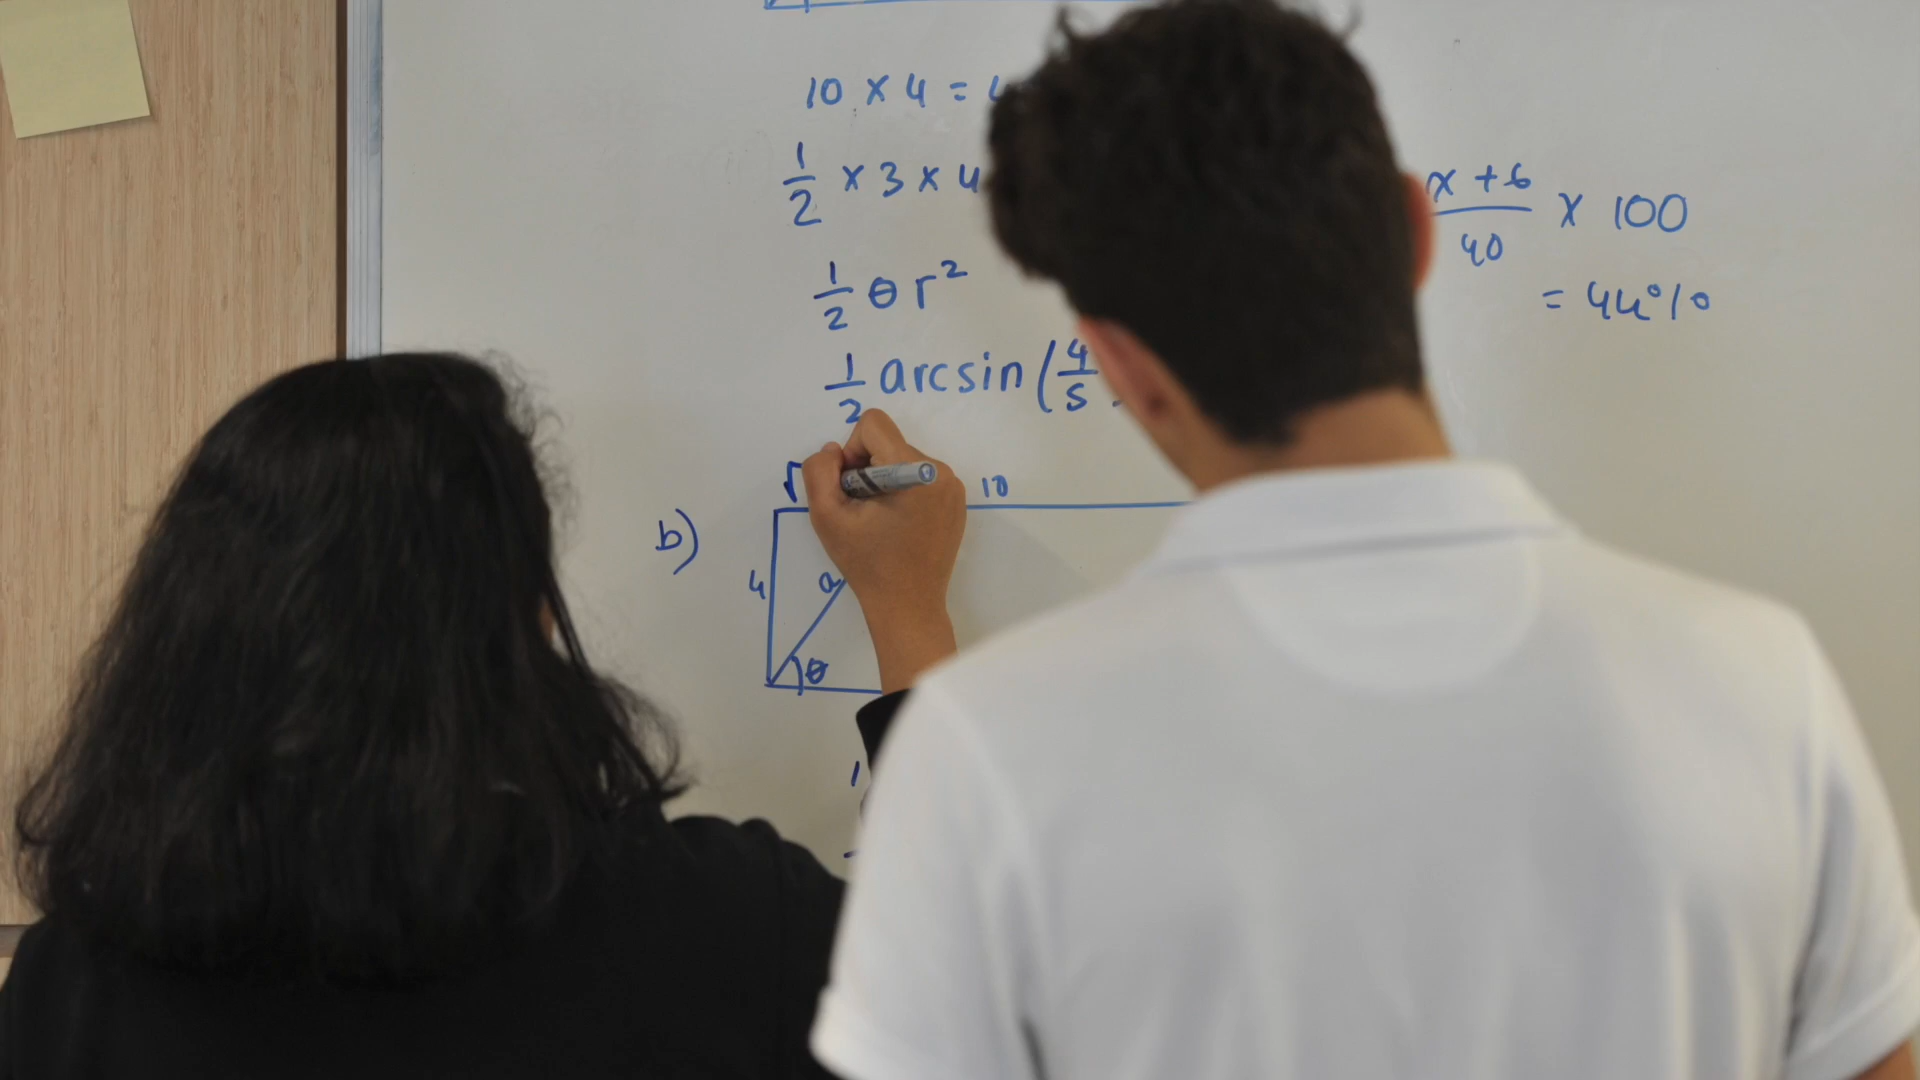 10 × 4 =
1/2 × 3 × 4
1/2 θ r²
1/2 arcsin (4/5
x + 6
40
× 100
= 44%
b)
10
4
a
θ
1